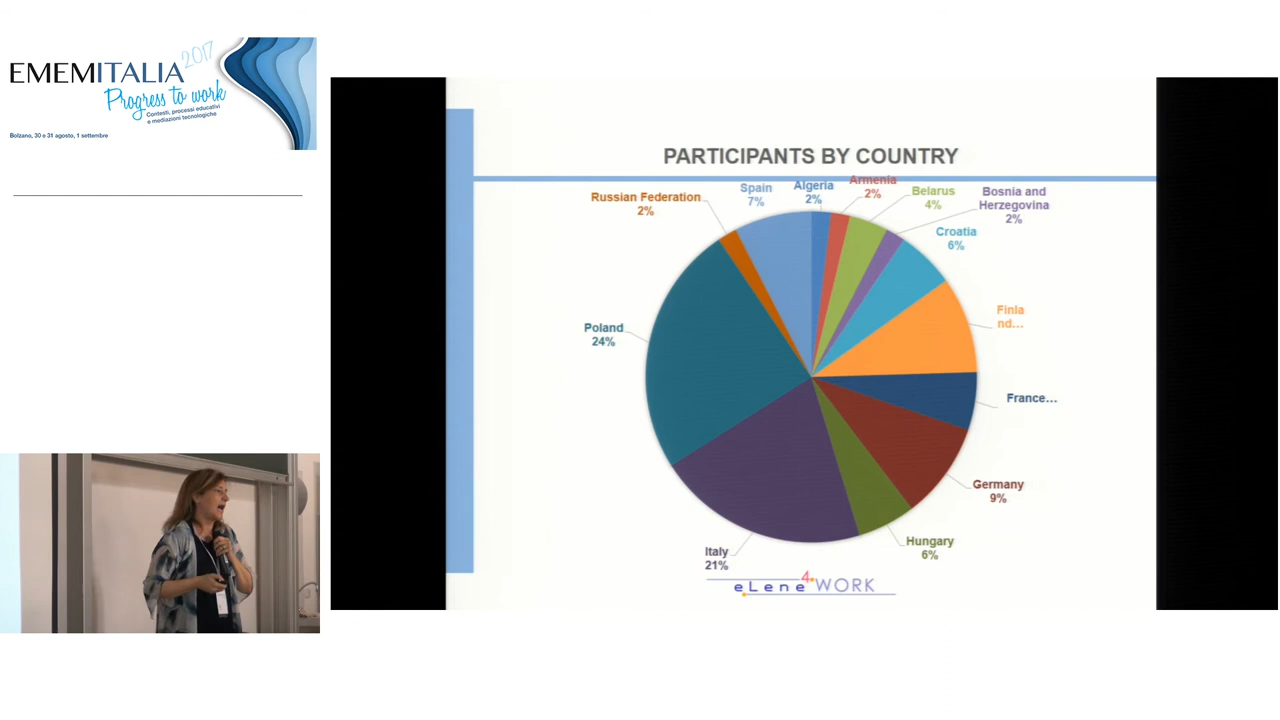 EMEMITALIA 2017
Progress to work
Contesti, processi educativi
e mediazioni tecnologiche
Bolzano, 30 e 31 agosto, 1 settembre
PARTICIPANTS BY COUNTRY
Russian Federation
2%
Spain
7%
Algeria
2%
Armenia
2%
Belarus
4%
Bosnia and
Herzegovina
2%
Croatia
6%
Finla
nd…
France…
Germany
9%
Hungary
6%
Italy
21%
Poland
24%
eLene4WORK